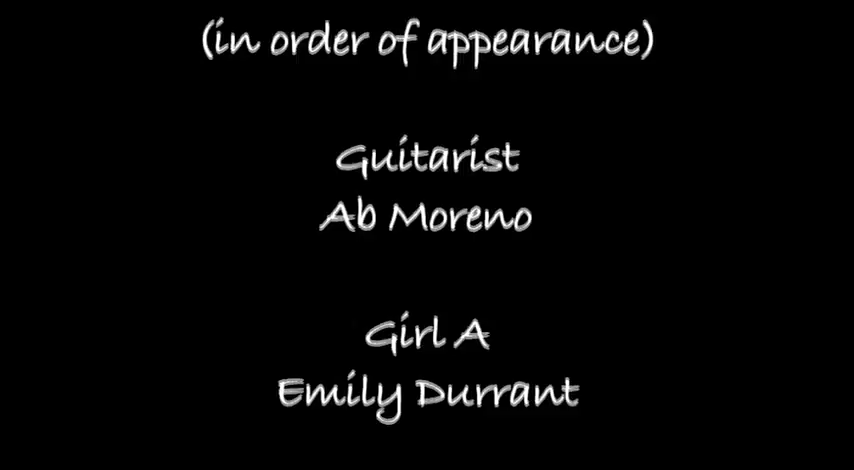 (in order of appearance)
Guitarist
Ab Moreno
Girl A
Emily Durrant